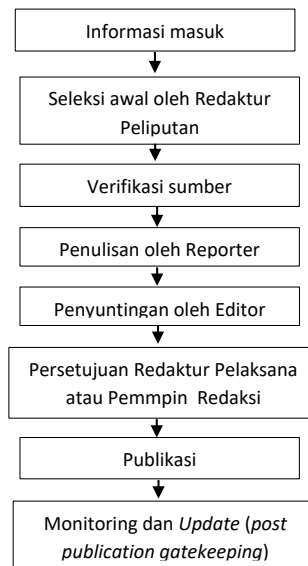 Informasi masuk
Seleksi awal oleh Redaktur
Peliputan
Verifikasi sumber
Penulisan oleh Reporter
Penyuntingan oleh Editor
Persetujuan Redaktur Pelaksana
atau Pemmpin Redaksi
Publikasi
Monitoring dan Update (post
publication gatekeeping)